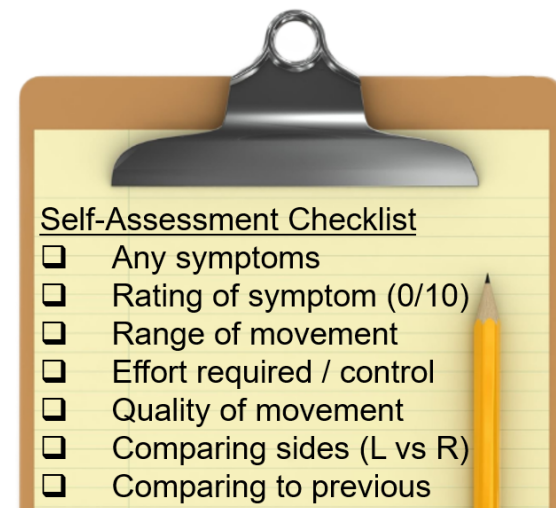 Self-Assessment Checklist
❑ Any symptoms
❑ Rating of symptom (0/10)
❑ Range of movement
❑ Effort required / control
❑ Quality of movement
❑ Comparing sides (L vs R)
❑ Comparing to previous